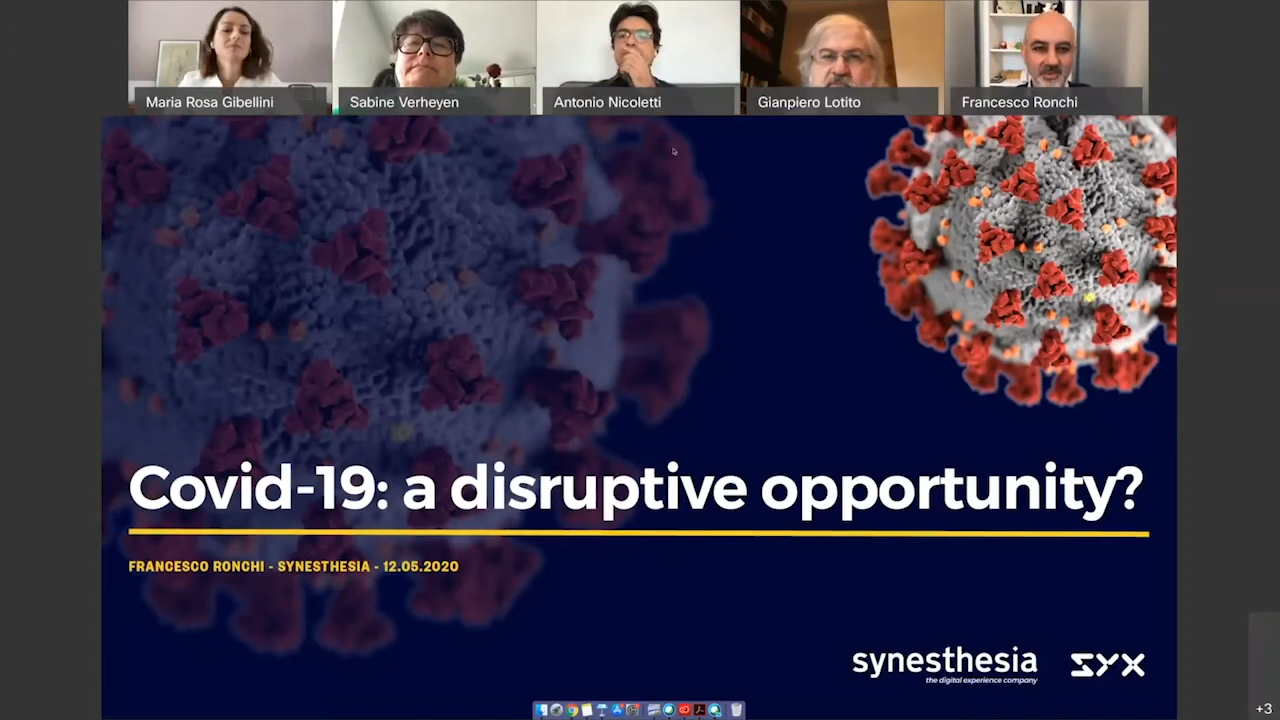 Maria Rosa Gibellini
Sabine Verheyen
Antonio Nicoletti
Gianpiero Lotito
Francesco Ronchi
Covid-19: a disruptive opportunity?
FRANCESCO RONCHI - SYNESTHESIA - 12.05.2020
synesthesia
the digital experience company
SYX
+3